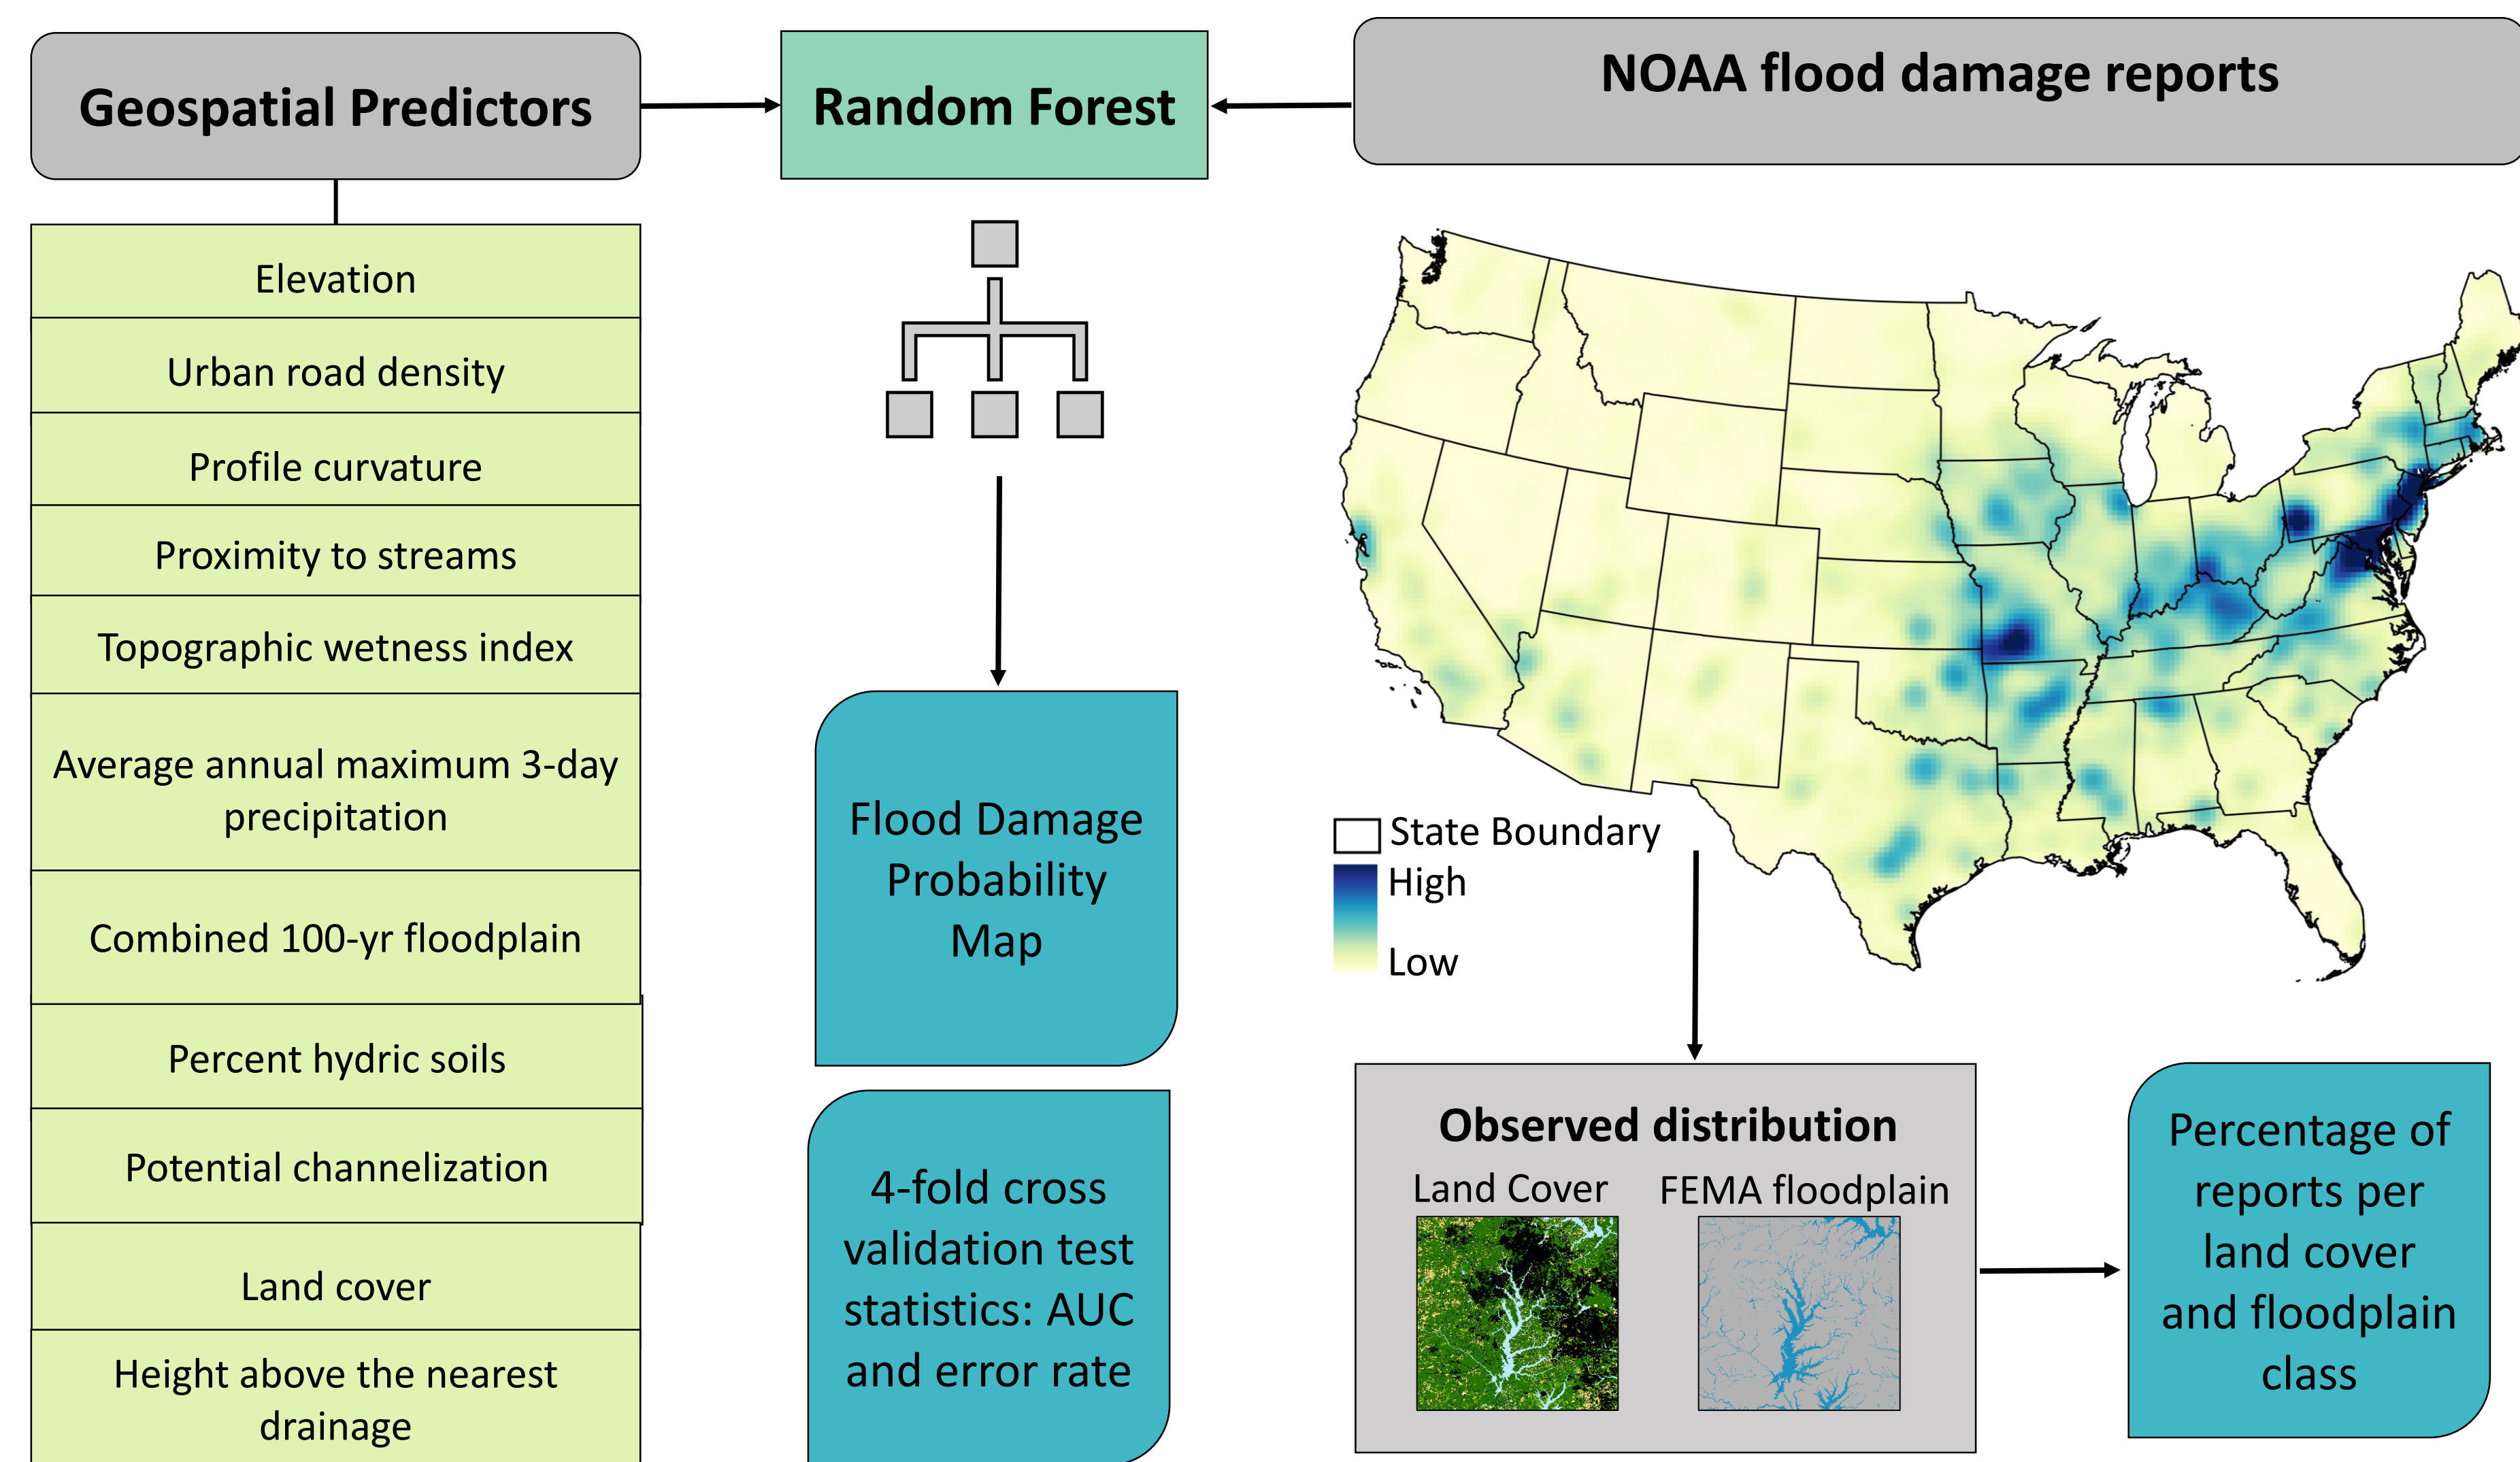 Geospatial Predictors
Random Forest
NOAA flood damage reports
Elevation
Urban road density
Profile curvature
Proximity to streams
Topographic wetness index
Average annual maximum 3-day
precipitation
Combined 100-yr floodplain
Percent hydric soils
Potential channelization
Land cover
Height above the nearest
drainage
Flood Damage
Probability
Map
4-fold cross
validation test
statistics: AUC
and error rate
State Boundary
High
Low
Observed distribution
Land Cover
FEMA floodplain
Percentage of
reports per
land cover
and floodplain
class